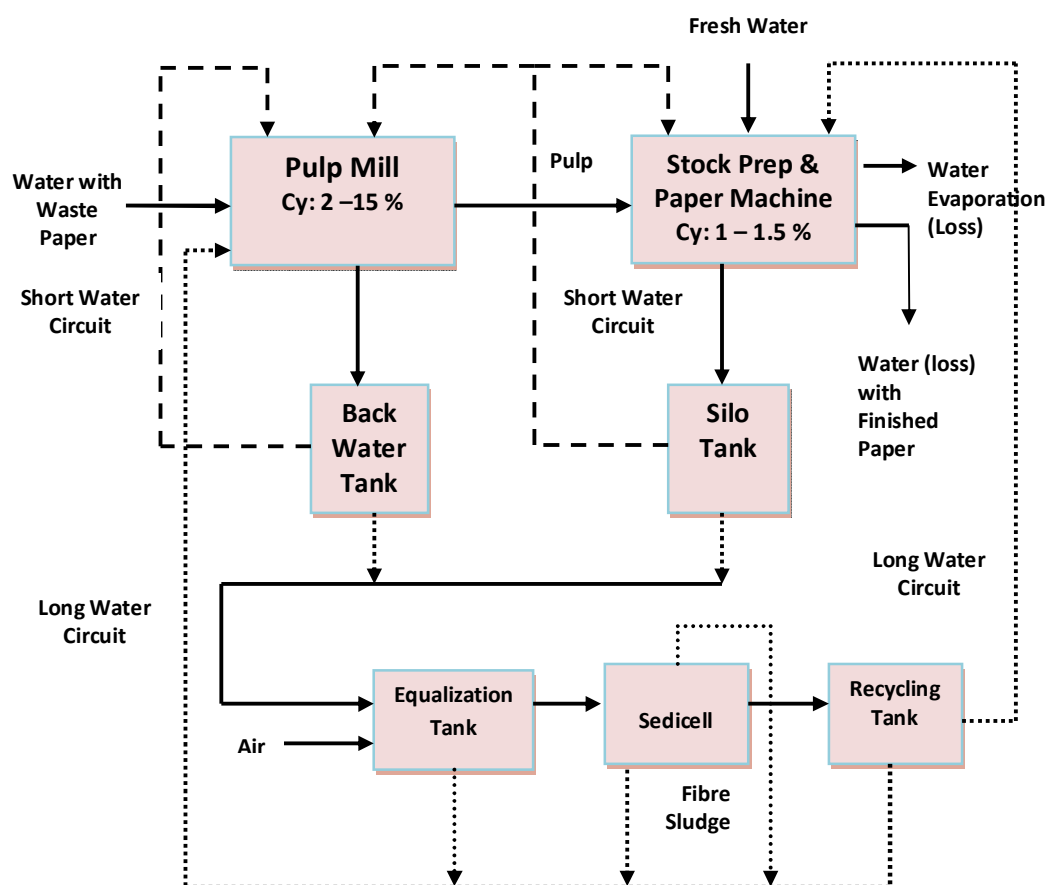 Fresh Water
Pulp Mill
Cy: 2 –15 %
Pulp
Stock Prep &
Paper Machine
Cy: 1 – 1.5 %
Water with
Waste
Paper
Water
Evaporation
(Loss)
Short Water
Circuit
Short Water
Circuit
Water (loss)
with
Finished
Paper
Back
Water
Tank
Silo
Tank
Long Water
Circuit
Long Water
Circuit
Equalization
Tank
Sedicell
Recycling
Tank
Air
Fibre
Sludge